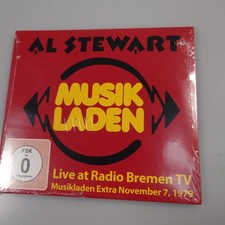 AL STEWART
MUSIK
LADEN
FSK
0
Live at Radio Bremen TV
Musikladen Extra November 7, 1979